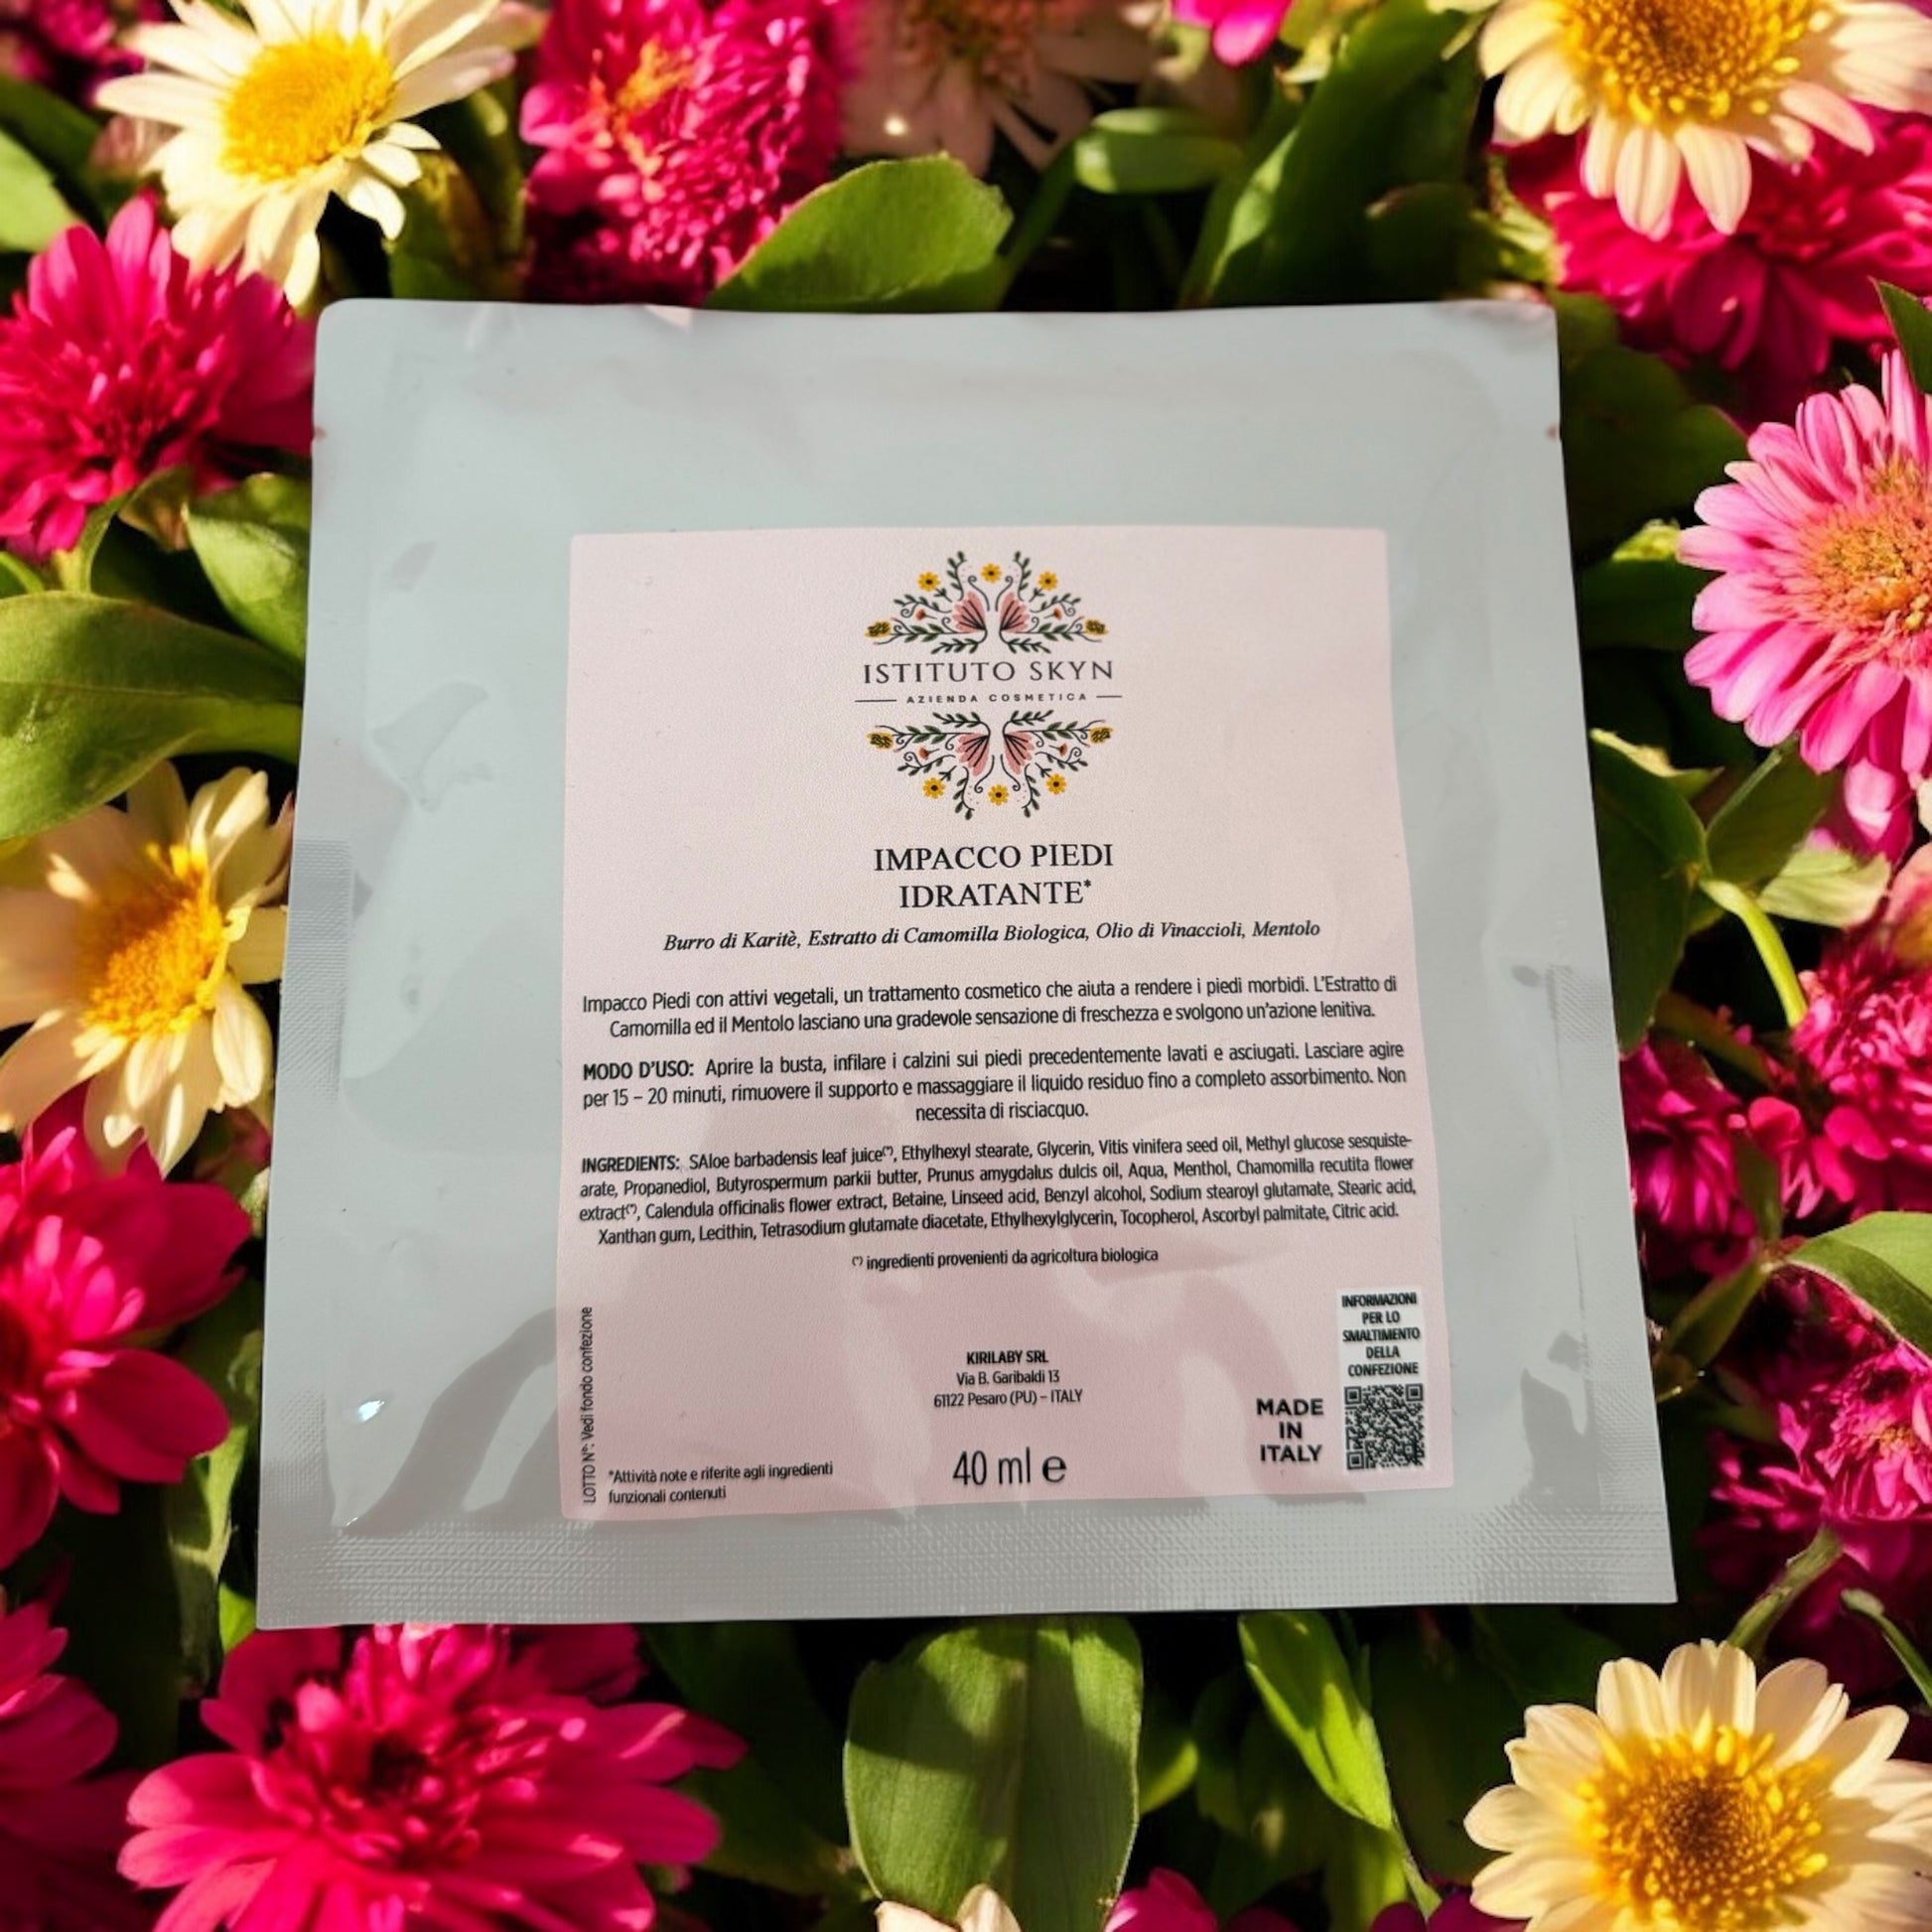 ISTITUTO SKYN
AZIENDA COSMETICA
IMPACCO PIEDI
IDRATANTE*
Burro di Karitè, Estratto di Camomilla Biologica, Olio di Vinaccioli, Mentolo
Impacco Piedi con attivi vegetali, un trattamento cosmetico che aiuta a rendere i piedi morbidi. L'Estratto di
Camomilla ed il Mentolo lasciano una gradevole sensazione di freschezza e svolgono un'azione lenitiva.
MODO D'USO: Aprire la busta, infilare i calzini sui piedi precedentemente lavati e asciugati. Lasciare agire
per 15 – 20 minuti, rimuovere il supporto e massaggiare il liquido residuo fino a completo assorbimento. Non
necessita di risciacquo.
INGREDIENTS: SAloe barbadensis leaf juice(*), Ethylhexyl stearate, Glycerin, Vitis vinifera seed oil, Methyl glucose sesquiste-
arate, Propanediol, Butyrospermum parkii butter, Prunus amygdalus dulcis oil, Aqua, Menthol, Chamomilla recutita flower
extract(*), Calendula officinalis flower extract, Betaine, Linseed acid, Benzyl alcohol, Sodium stearoyl glutamate, Stearic acid,
Xanthan gum, Lecithin, Tetrasodium glutamate diacetate, Ethylhexylglycerin, Tocopherol, Ascorbyl palmitate, Citric acid.
(*) ingredienti provenienti da agricoltura biologica
LOTTO N°: Vedi fondo confezione
KIRILABY SRL
Via B. Garibaldi 13
61122 Pesaro (PU) – ITALY
INFORMAZIONI
PER LO
SMALTIMENTO
DELLA
CONFEZIONE
MADE
IN
ITALY
40 ml e
*Attività note e riferite agli ingredienti
funzionali contenuti